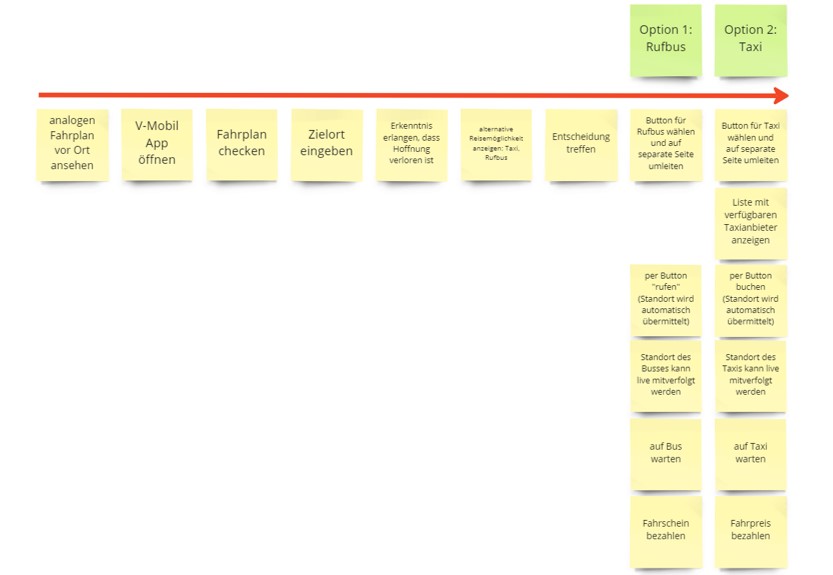 Option 1:
Rufbus
Option 2:
Taxi
analogen
Fahrplan
vor Ort
ansehen
V-Mobil
App
öffnen
Fahrplan
checken
Zielort
eingeben
Erkenntnis
erlangen, dass
Hoffnung
verloren ist
alternative
Reisemöglichkeit
anzeigen: Taxi,
Rufbus
Entscheidung
treffen
Button für
Rufbus wählen
und auf
separate Seite
umleiten
Button für Taxi
wählen und
auf separate
Seite umleiten
Liste mit
verfügbaren
Taxianbieter
anzeigen
per Button
"rufen"
(Standort wird
automatisch
übermittelt)
per Button
buchen
(Standort wird
automatisch
übermittelt)
Standort des
Busses kann
live mitverfolgt
werden
Standort des
Taxis kann live
mitverfolgt
werden
auf Bus
warten
auf Taxi
warten
Fahrschein
bezahlen
Fahrpreis
bezahlen